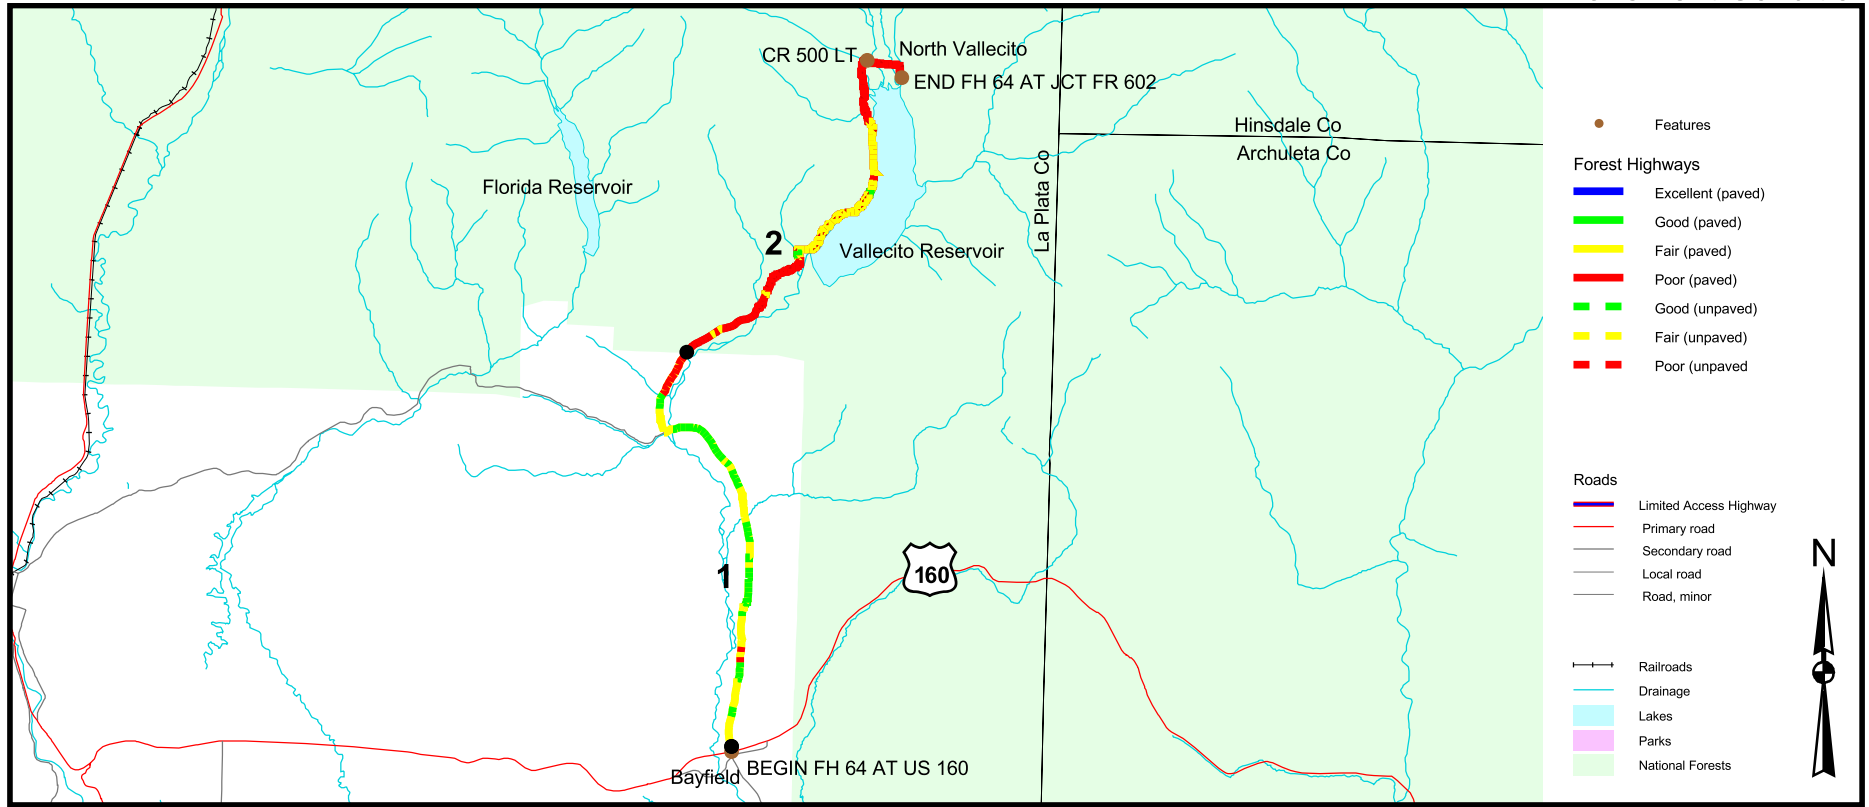 CR 500 LT
North Vallecito
END FH 64 AT JCT FR 602
Hinsdale Co
Archuleta Co
La Plata Co
Florida Reservoir
2
Vallecito Reservoir
1
160
Bayfield
BEGIN FH 64 AT US 160
Features
Forest Highways
Excellent (paved)
Good (paved)
Fair (paved)
Poor (paved)
Good (unpaved)
Fair (unpaved)
Poor (unpaved
Roads
Limited Access Highway
Primary road
Secondary road
Local road
Road, minor
Railroads
Drainage
Lakes
Parks
National Forests
N